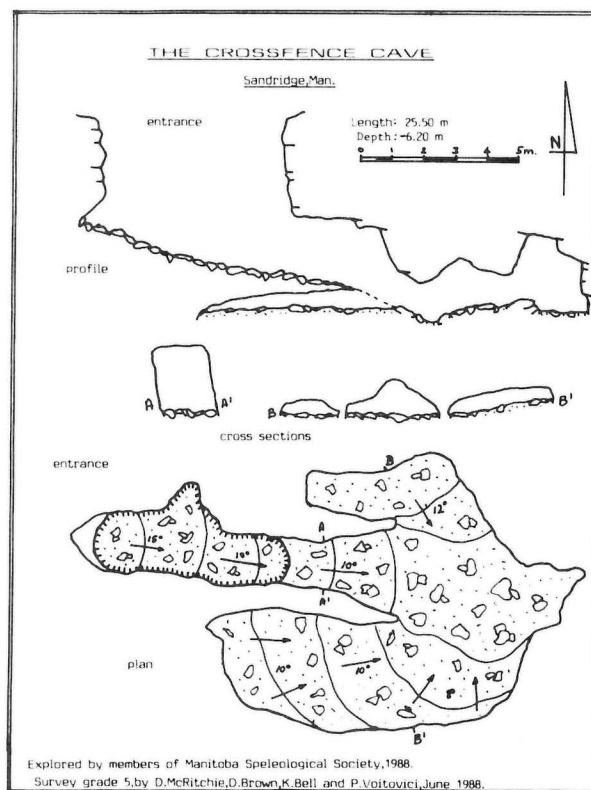 THE CROSSFENCE CAVE
Sandridge,Man.
entrance
Length: 25.50 m
Depth:-6.20 m
0 1 2 3 4 5m.
N
profile
A A' B B'
cross sections
entrance
B
12°
A
15°
10°
10°
A'
plan
10°
10°
8°
B'
Explored by members of Manitoba Speleological Society,1988.
Survey grade 5,by D.McRitchie,D.Brown,K.Bell and P.Voitovici,June 1988.